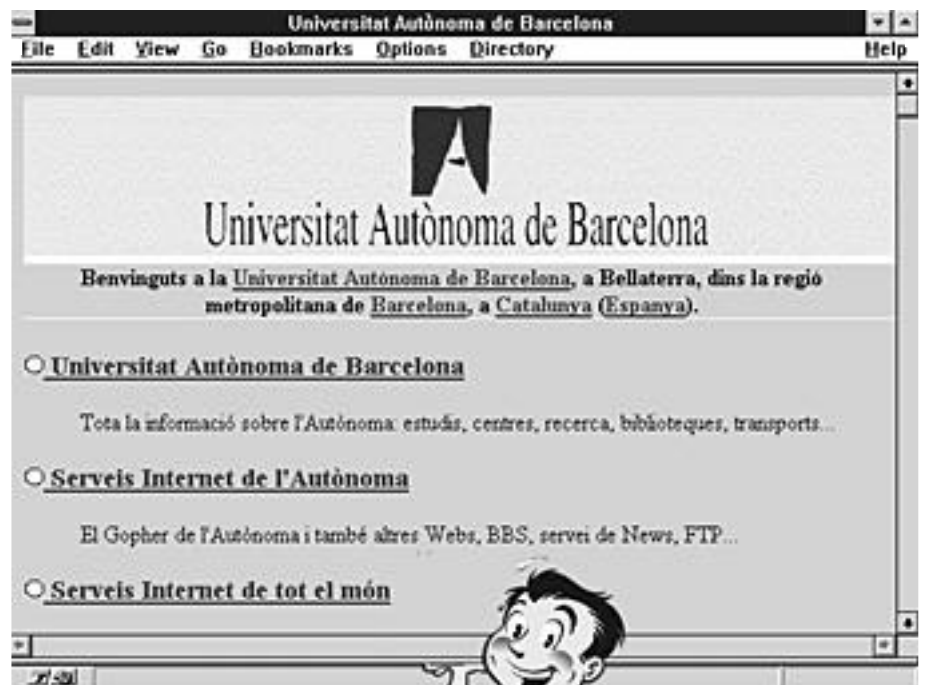 Universitat Autònoma de Barcelona
File Edit View Go Bookmarks Options Directory Help
Universitat Autònoma de Barcelona
Benvinguts a la Universitat Autònoma de Barcelona, a Bellaterra, dins la regió
metropolitana de Barcelona, a Catalunya (Espanya).
Universitat Autònoma de Barcelona
Tota la informació sobre l'Autònoma: estudis, centres, recerca, biblioteques, transports...
Serveis Internet de l'Autònoma
El Gopher de l'Autònoma i també altres Webs, BBS, servei de News, FTP...
Serveis Internet de tot el món